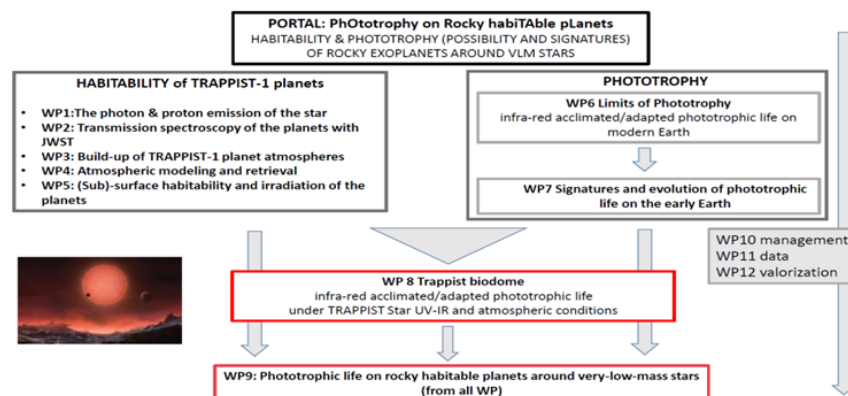 PORTAL: PhOtotrophy on Rocky habiTAble pLanets
HABITABILITY & PHOTOTROPHY (POSSIBILITY and SIGNATURES)
OF ROCKY EXOPLANETS AROUND VLM STARS
HABITABILITY of TRAPPIST-1 planets
• WP1:The photon & proton emission of the star
• WP2: Transmission spectroscopy of the planets with
JWST
• WP3: Build-up of TRAPPIST-1 planet atmospheres
• WP4: Atmospheric modeling and retrieval
• WP5: (Sub)-surface habitability and irradiation of the
planets
PHOTOTROPHY
WP6 Limits of Phototrophy
infra-red acclimated/adapted phototrophic life on
modern Earth
WP7 Signatures and evolution of phototrophic
life on the early Earth
WP10 management
WP11 data
WP12 valorization
WP 8 Trappist biodome
infra-red acclimated/adapted phototrophic life
under TRAPPIST Star UV-IR and atmospheric conditions
WP9: Phototrophic life on rocky habitable planets around very-low-mass stars
(from all WP)